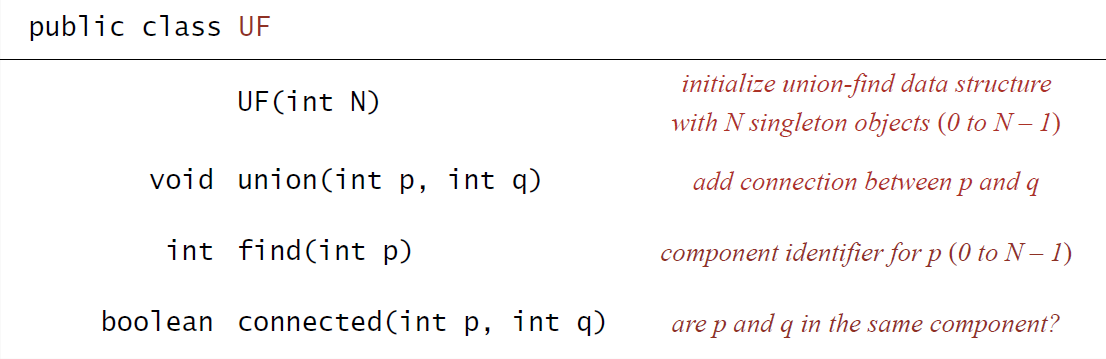 public class UF
UF(int N)
initialize union-find data structure
with N singleton objects (0 to N – 1)
void union(int p, int q)
add connection between p and q
int find(int p)
component identifier for p (0 to N – 1)
boolean connected(int p, int q)
are p and q in the same component?